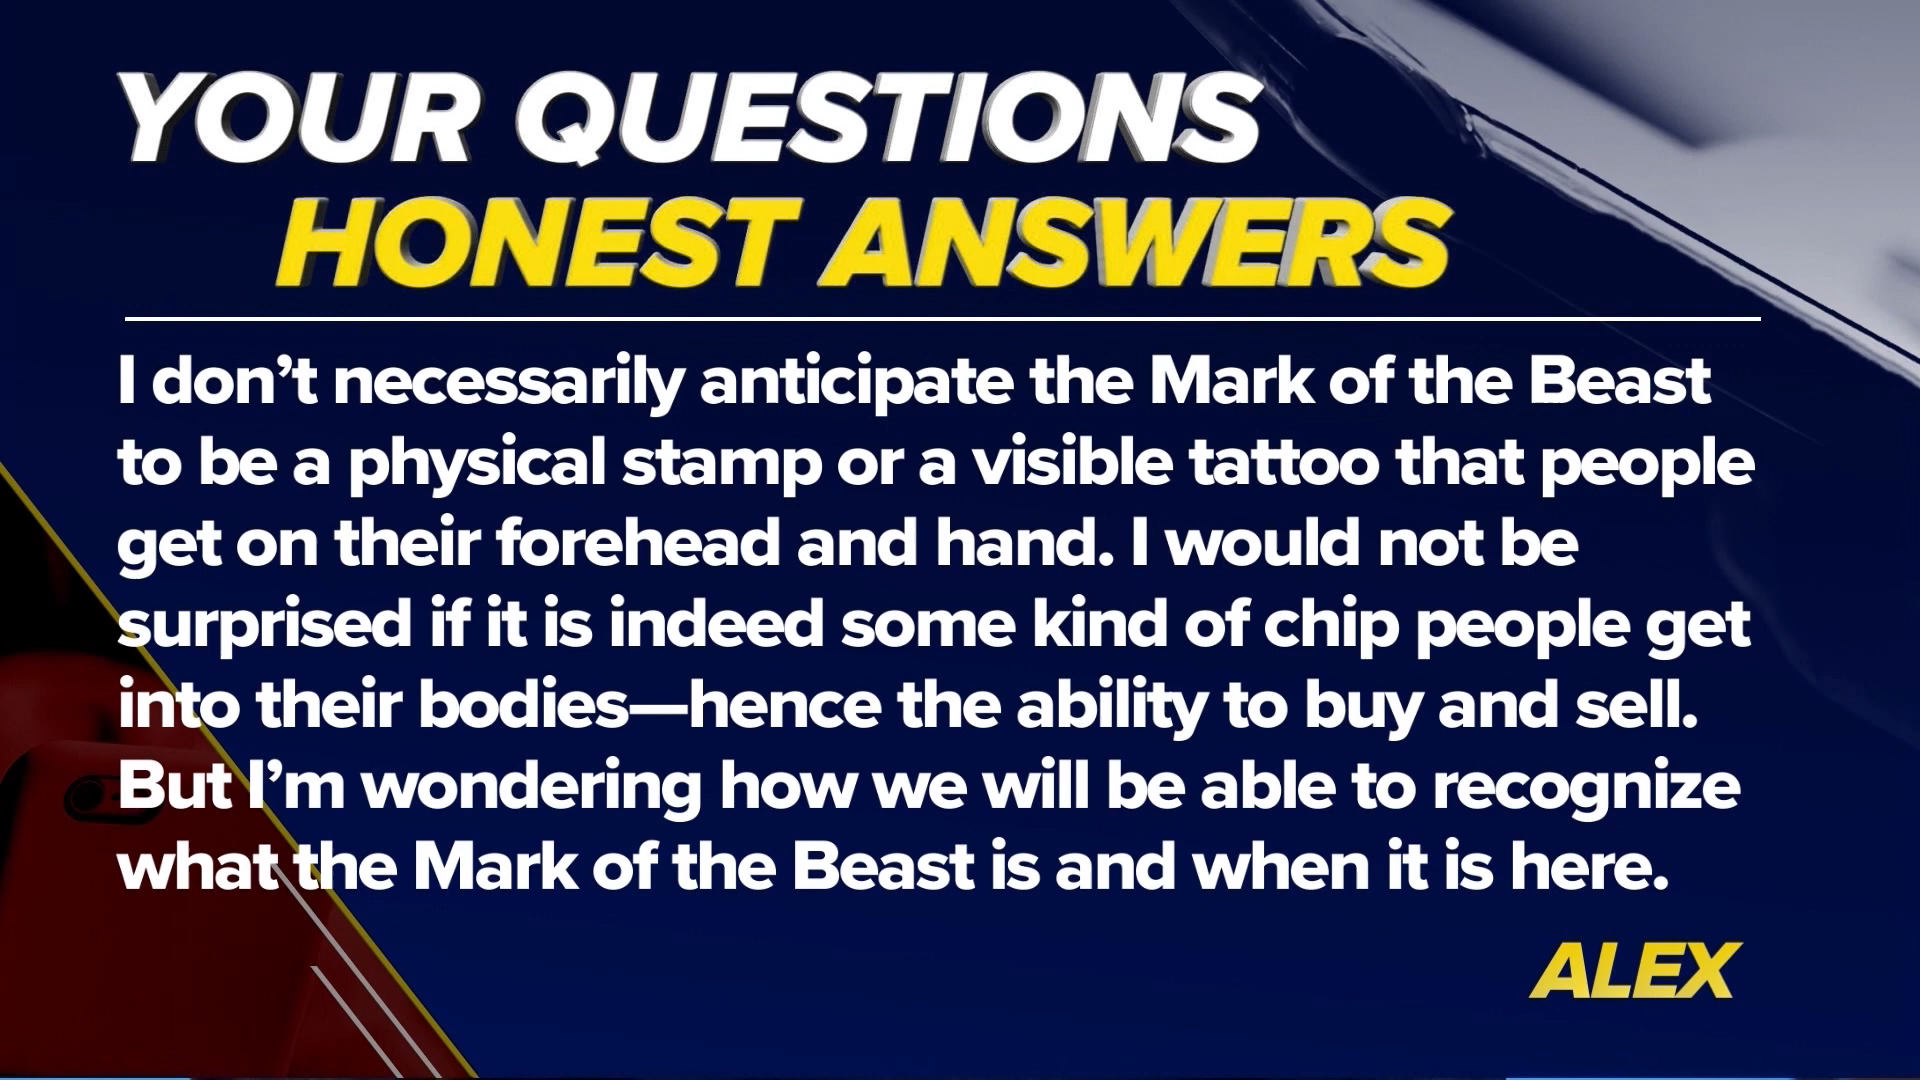 YOUR QUESTIONS
HONEST ANSWERS
I don’t necessarily anticipate the Mark of the Beast
to be a physical stamp or a visible tattoo that people
get on their forehead and hand. I would not be
surprised if it is indeed some kind of chip people get
into their bodies—hence the ability to buy and sell.
But I’m wondering how we will be able to recognize
what the Mark of the Beast is and when it is here.
ALEX